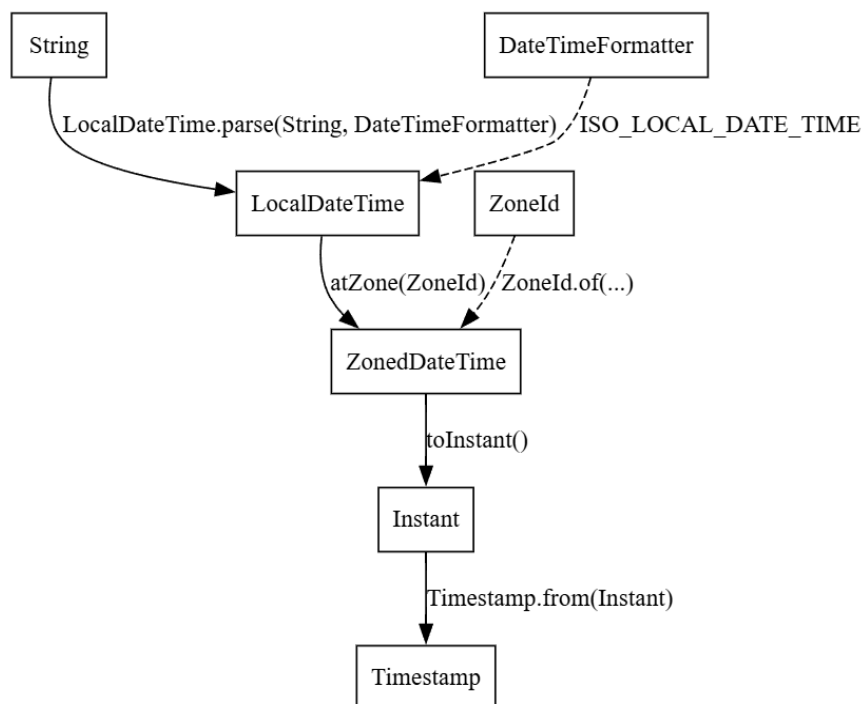 String
DateTimeFormatter
LocalDateTime.parse(String, DateTimeFormatter)
ISO_LOCAL_DATE_TIME
LocalDateTime
ZoneId
atZone(ZoneId)
ZoneId.of(...)
ZonedDateTime
toInstant()
Instant
Timestamp.from(Instant)
Timestamp